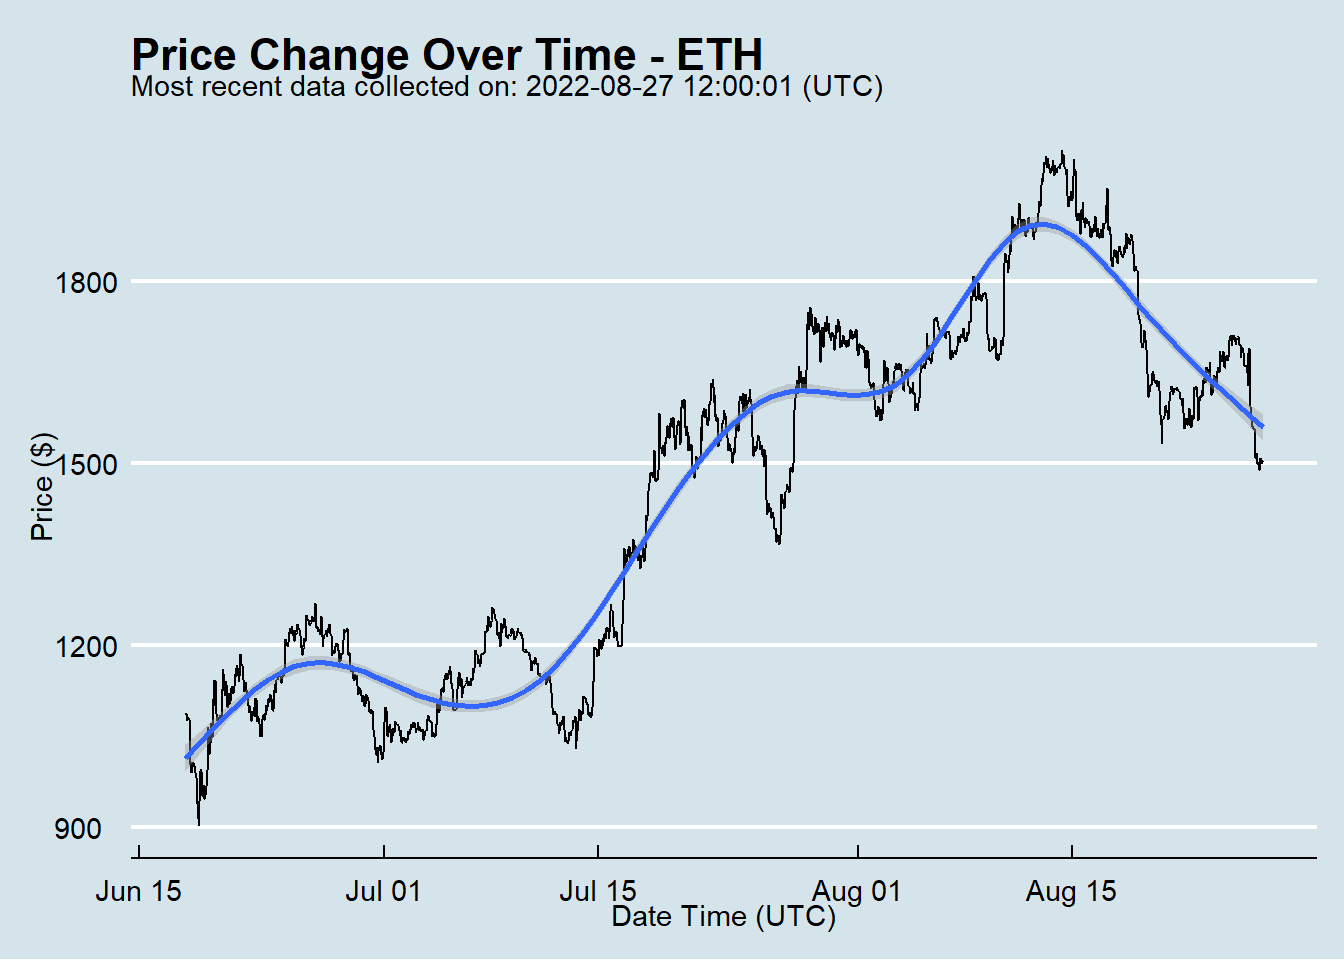 Price Change Over Time - ETH
Most recent data collected on: 2022-08-27 12:00:01 (UTC)
Price ($)
1800
1500
1200
900
Jun 15 Jul 01 Jul 15 Aug 01 Aug 15
Date Time (UTC)